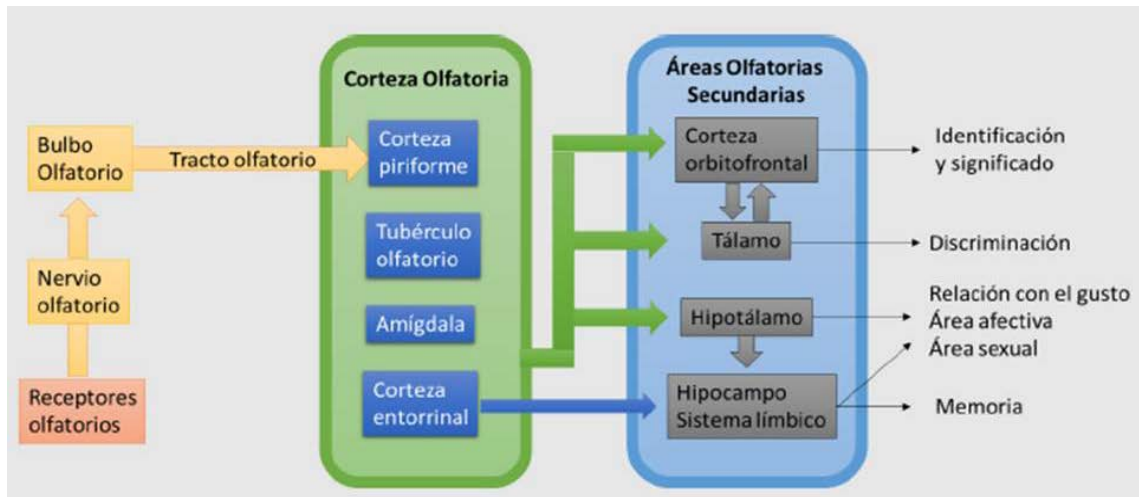 Receptores
olfatorios
Nervio
olfatorio
Bulbo
Olfatorio
Tracto olfatorio
Corteza Olfatoria
Corteza
piriforme
Tubérculo
olfatorio
Amígdala
Corteza
entorrinal
Áreas Olfatorias
Secundarias
Corteza
orbitofrontal
Tálamo
Hipotálamo
Hipocampo
Sistema límbico
Identificación
y significado
Discriminación
Relación con el gusto
Área afectiva
Área sexual
Memoria